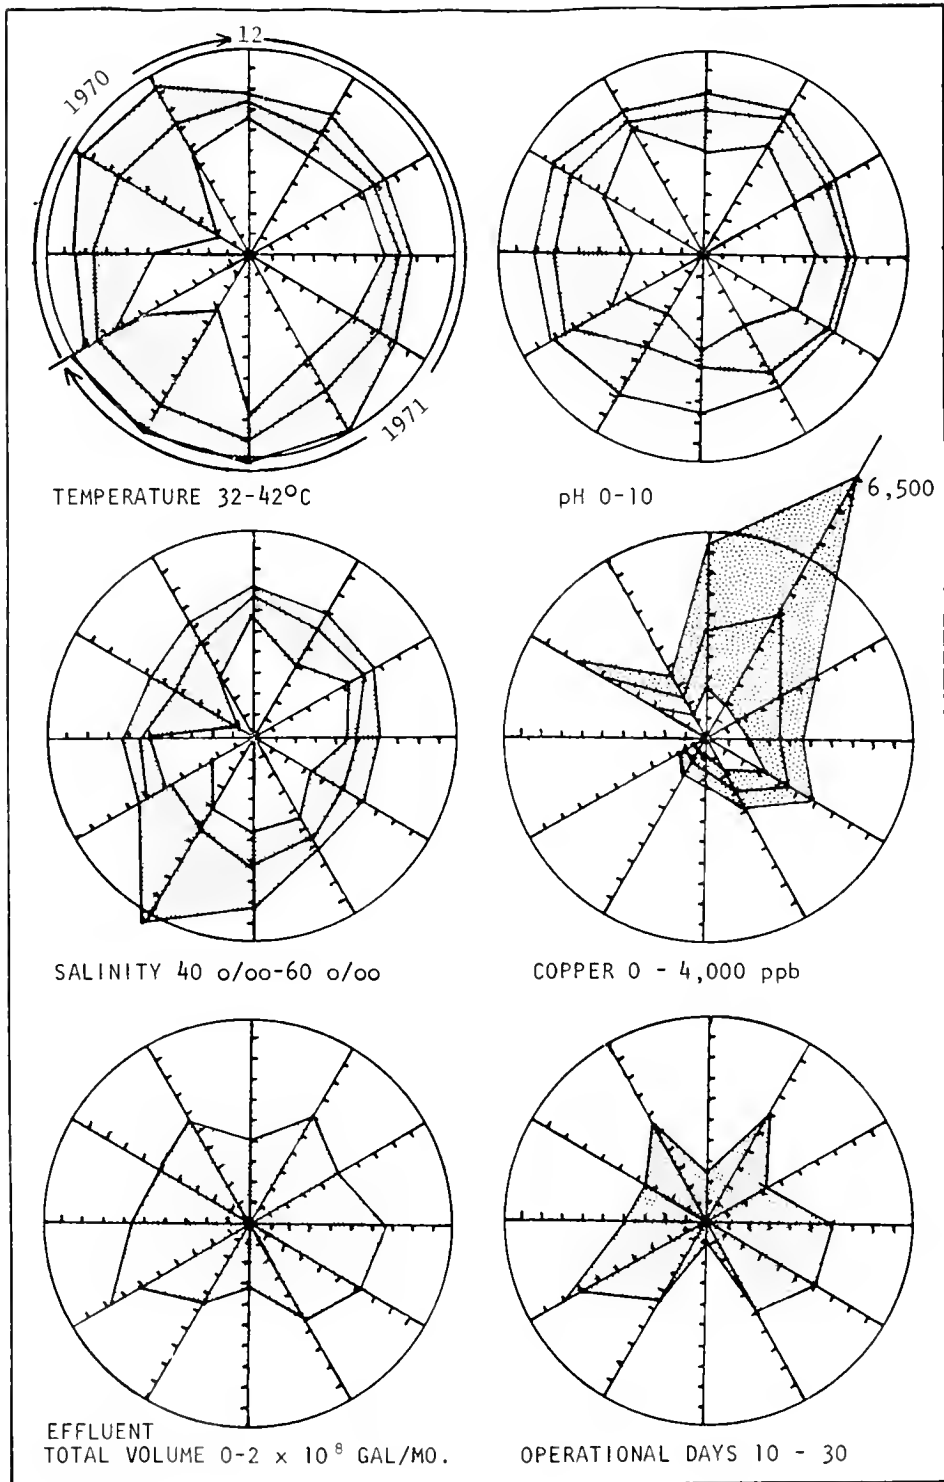 12
1970
1971
TEMPERATURE 32-42°C
pH 0-10
6,500
SALINITY 40 o/oo-60 o/oo
COPPER 0 - 4,000 ppb
EFFLUENT
TOTAL VOLUME 0-2 x 10⁸ GAL/MO.
OPERATIONAL DAYS 10 - 30